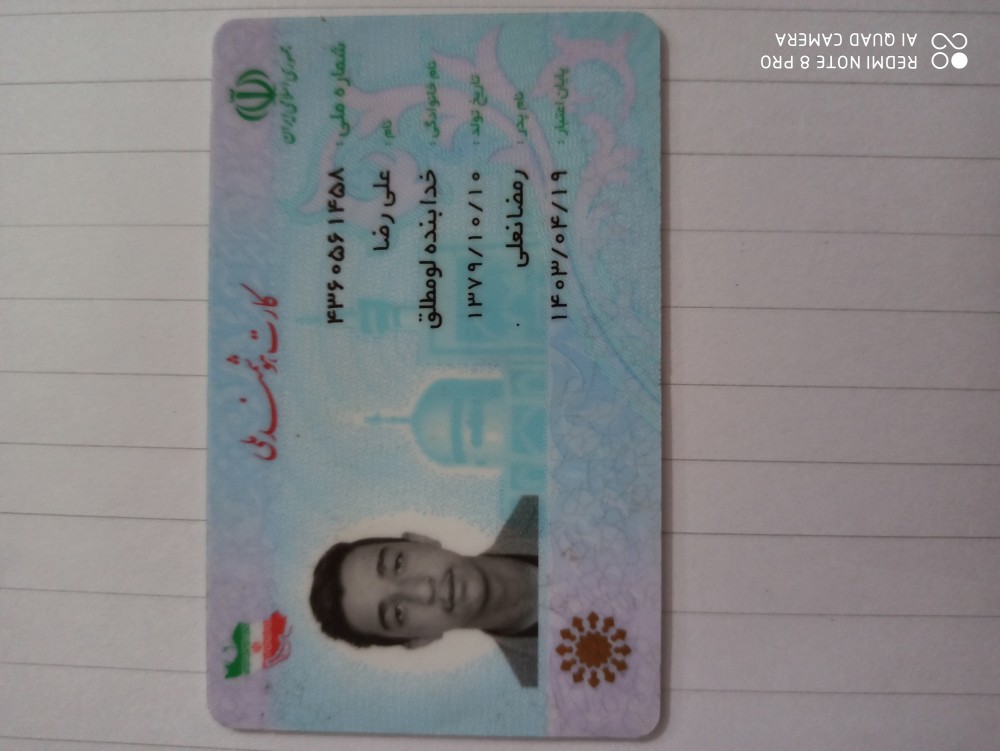 جمهوری اسلامی ایران
کارت هوشمند ملی
شماره ملی: ۴۳۶۰۵۶۱۴۵۸
نام: علی رضا
نام خانوادگی: خدابنده لومطلق
تاریخ تولد: ۱۳۷۹/۱۰/۱۰
نام پدر: رمضانعلی
پایان اعتبار: ۱۴۰۳/۰۴/۱۹
REDMI NOTE 8 PRO
AI QUAD CAMERA